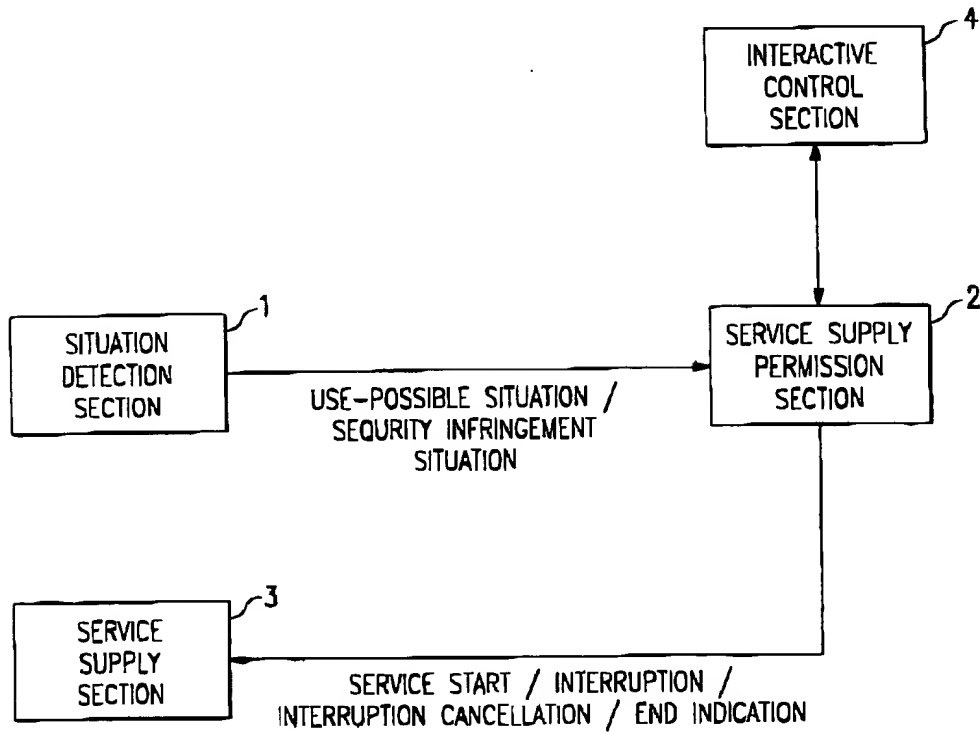 4
INTERACTIVE
CONTROL
SECTION
1
SITUATION
DETECTION
SECTION
2
SERVICE SUPPLY
PERMISSION
SECTION
USE-POSSIBLE SITUATION /
SEQURITY INFRINGEMENT
SITUATION
3
SERVICE
SUPPLY
SECTION
SERVICE START / INTERRUPTION /
INTERRUPTION CANCELLATION / END INDICATION